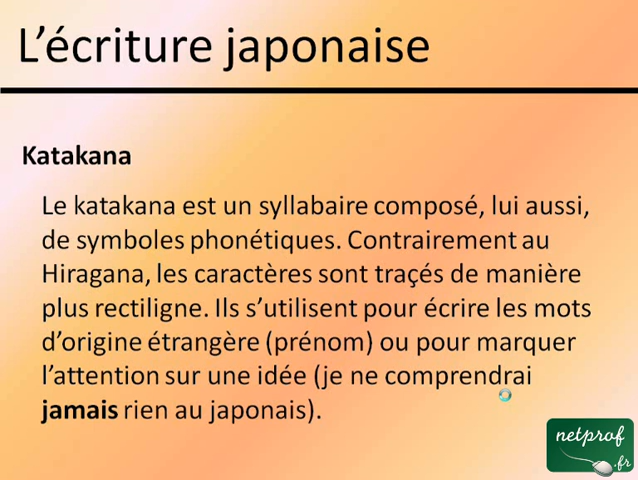 L'écriture japonaise
Katakana
Le katakana est un syllabaire composé, lui aussi,
de symboles phonétiques. Contrairement au
Hiragana, les caractères sont traçés de manière
plus rectiligne. Ils s'utilisent pour écrire les mots
d'origine étrangère (prénom) ou pour marquer
l'attention sur une idée (je ne comprendrai
jamais rien au japonais).
netprof
.fr